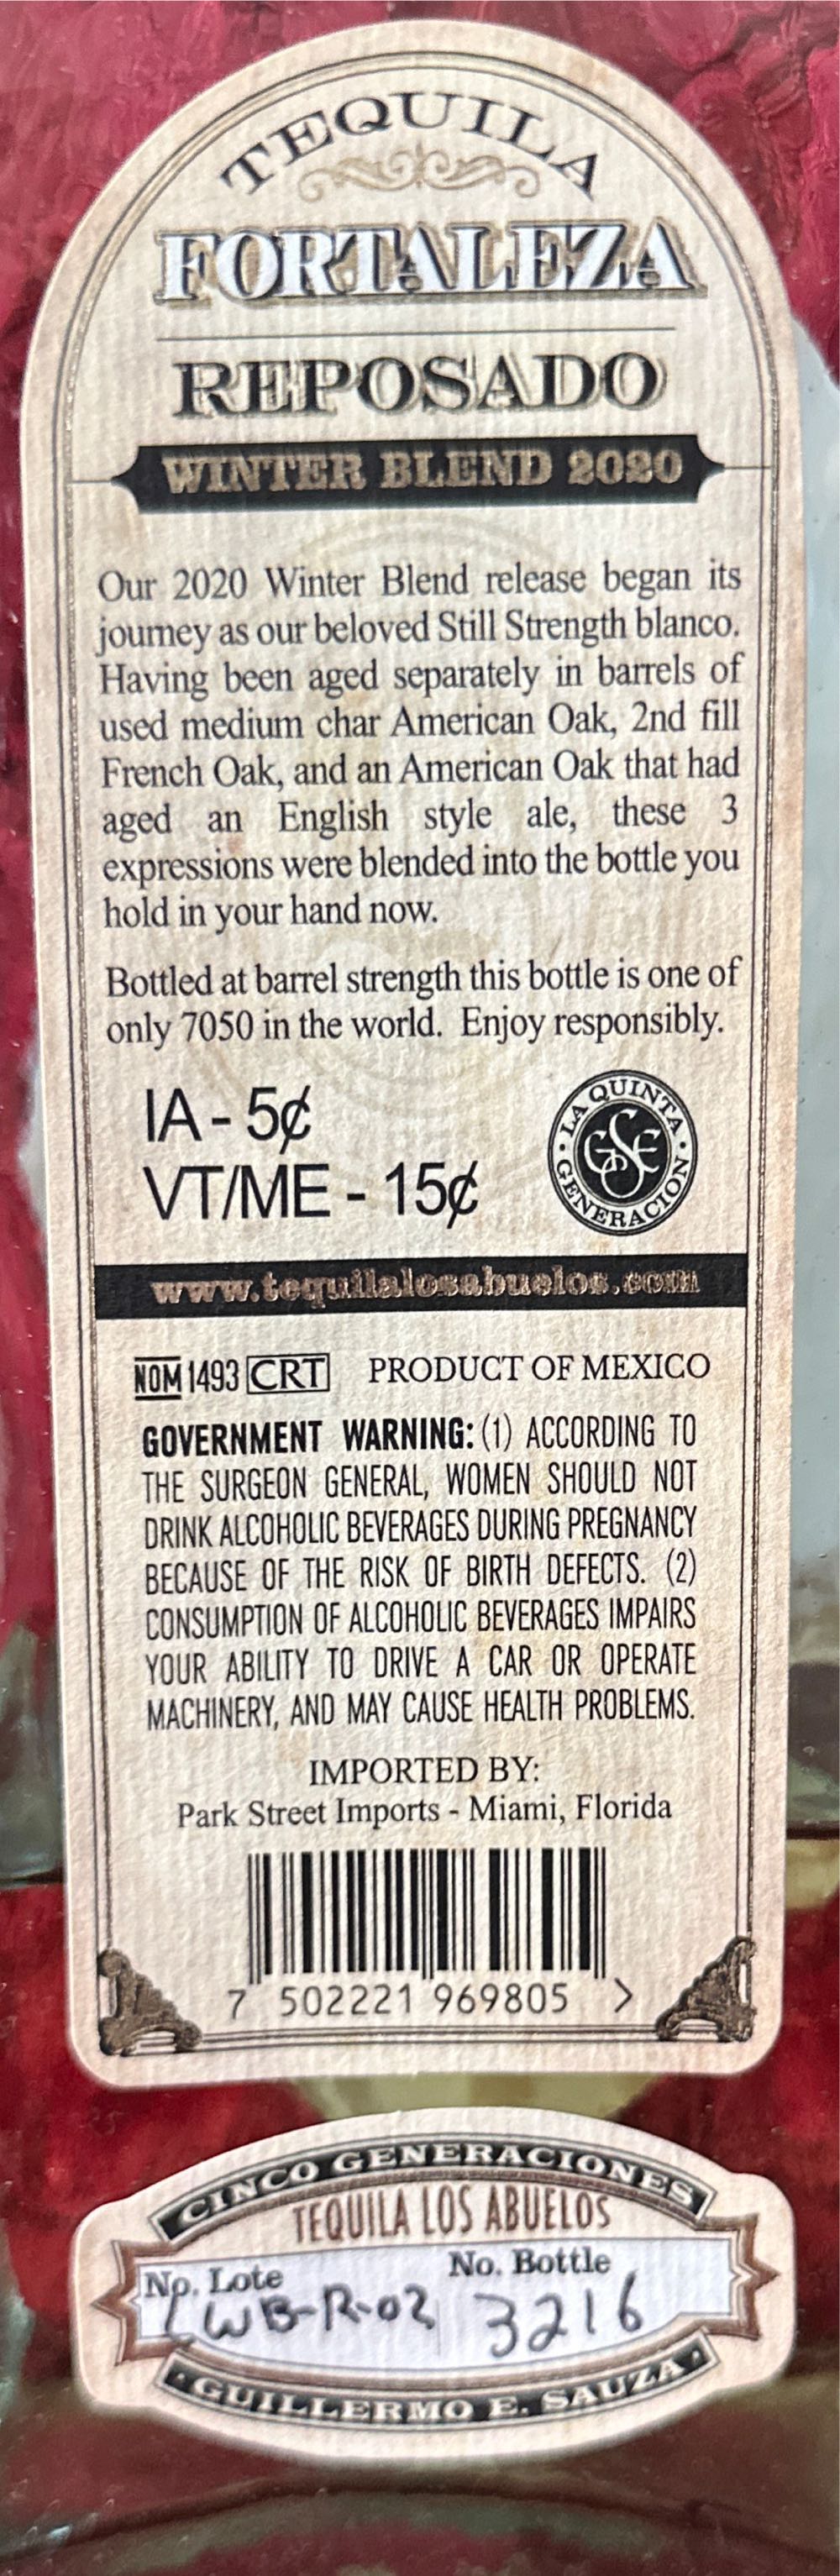 TEQUILA
FORTALEZA
REPOSADO
WINTER BLEND 2020
Our 2020 Winter Blend release began its
journey as our beloved Still Strength blanco.
Having been aged separately in barrels of
used medium char American Oak, 2nd fill
French Oak, and an American Oak that had
aged an English style ale, these 3
expressions were blended into the bottle you
hold in your hand now.
Bottled at barrel strength this bottle is one of
only 7050 in the world. Enjoy responsibly.
IA - 5¢
VT/ME - 15¢
LA QUINTA
GENERACION
www.tequilalosabuelos.com
NOM 1493 CRT PRODUCT OF MEXICO
GOVERNMENT WARNING: (1) ACCORDING TO
THE SURGEON GENERAL, WOMEN SHOULD NOT
DRINK ALCOHOLIC BEVERAGES DURING PREGNANCY
BECAUSE OF THE RISK OF BIRTH DEFECTS. (2)
CONSUMPTION OF ALCOHOLIC BEVERAGES IMPAIRS
YOUR ABILITY TO DRIVE A CAR OR OPERATE
MACHINERY, AND MAY CAUSE HEALTH PROBLEMS.
IMPORTED BY:
Park Street Imports - Miami, Florida
7 502221 969805 >
CINCO GENERACIONES
TEQUILA LOS ABUELOS
No. Lote No. Bottle
LWB-R-02 3216
GUILLERMO E. SAUZA